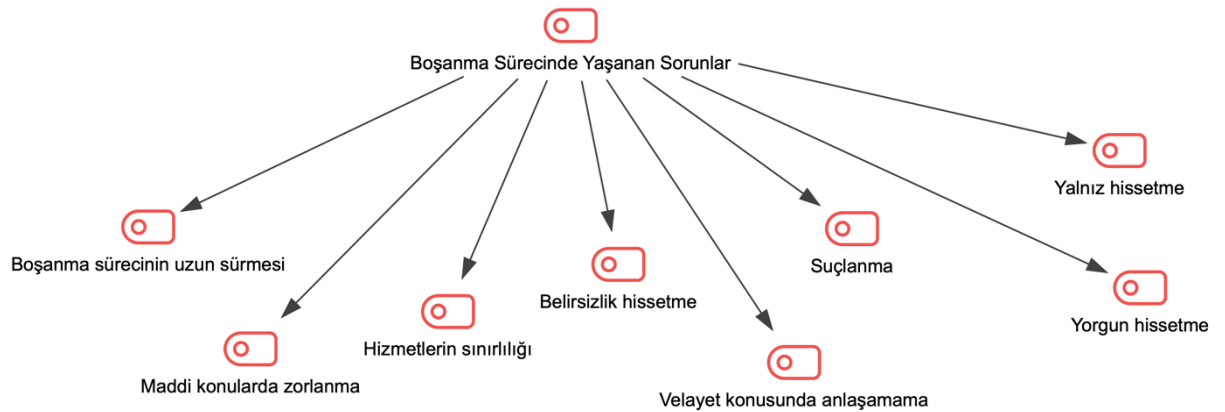 Boşanma Sürecinde Yaşanan Sorunlar
Yalnız hissetme
Suçlanma
Boşanma sürecinin uzun sürmesi
Belirsizlik hissetme
Yorgun hissetme
Hizmetlerin sınırlılığı
Maddi konularda zorlanma
Velayet konusunda anlaşamama